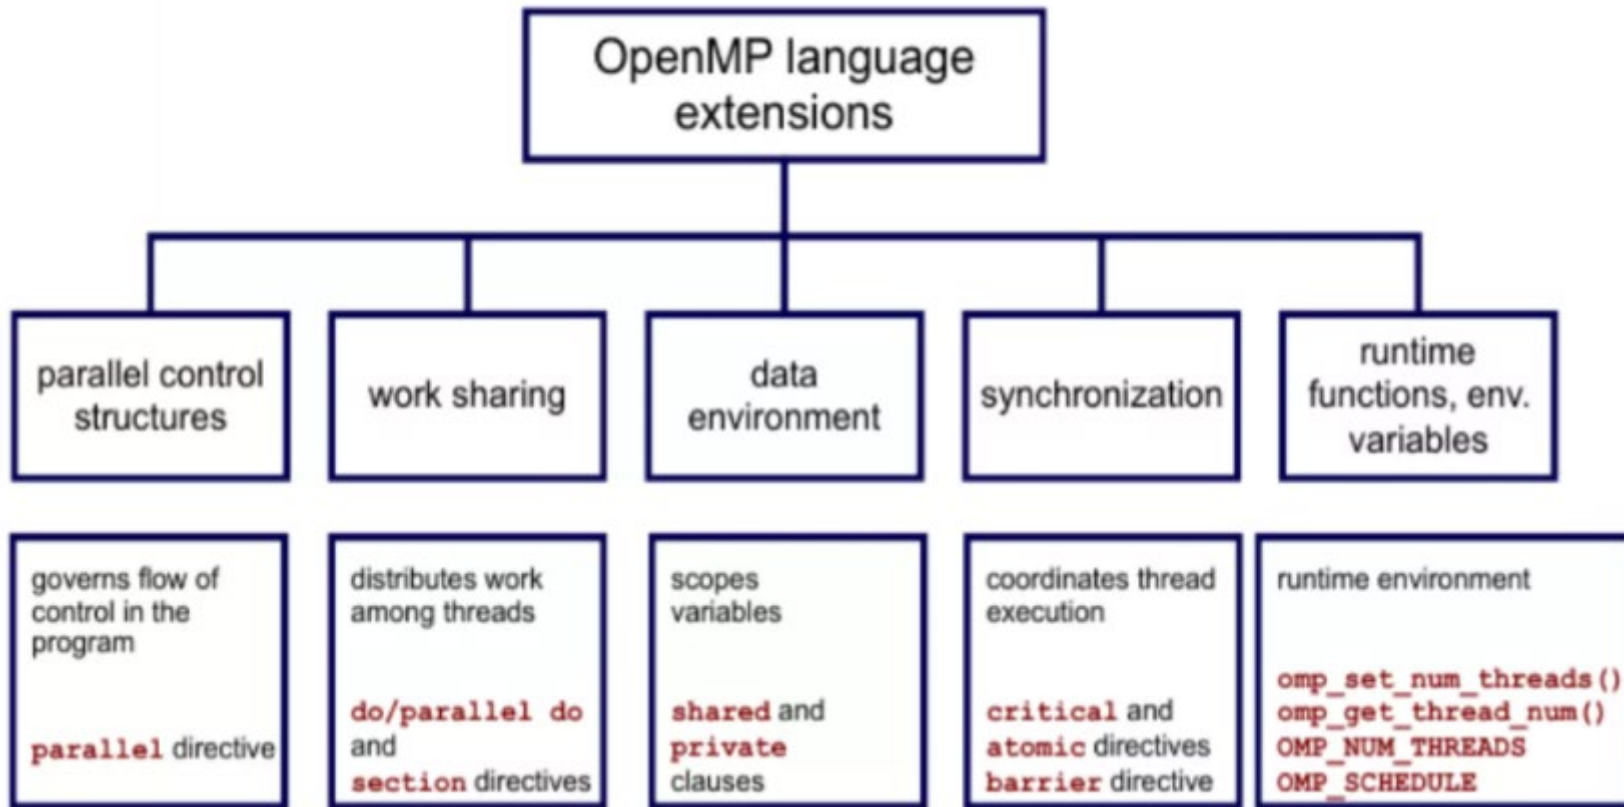 OpenMP language
extensions
parallel control
structures
work sharing
data
environment
synchronization
runtime
functions, env.
variables
governs flow of
control in the
program
parallel directive
distributes work
among threads
do/parallel do
and
section directives
scopes
variables
shared and
private
clauses
coordinates thread
execution
critical and
atomic directives
barrier directive
runtime environment
omp_set_num_threads()
omp_get_thread_num()
OMP_NUM_THREADS
OMP_SCHEDULE